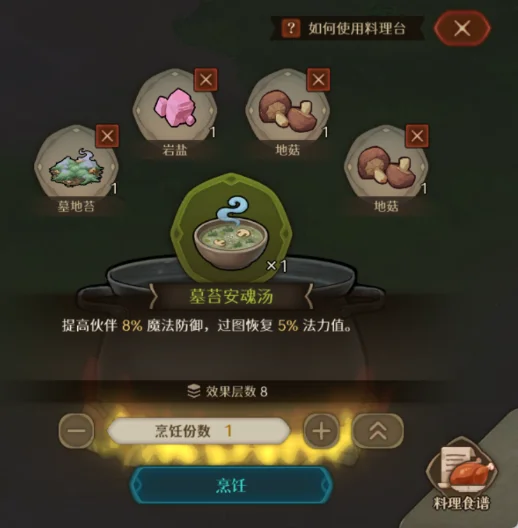 ? 如何使用料理台
1
岩盐
1
地菇
1
墓地苔
1
地菇
×1
墓苔安魂汤
提高伙伴 8% 魔法防御，过图恢复 5% 法力值。
效果层数 8
烹饪份数 1
烹饪
料理食谱